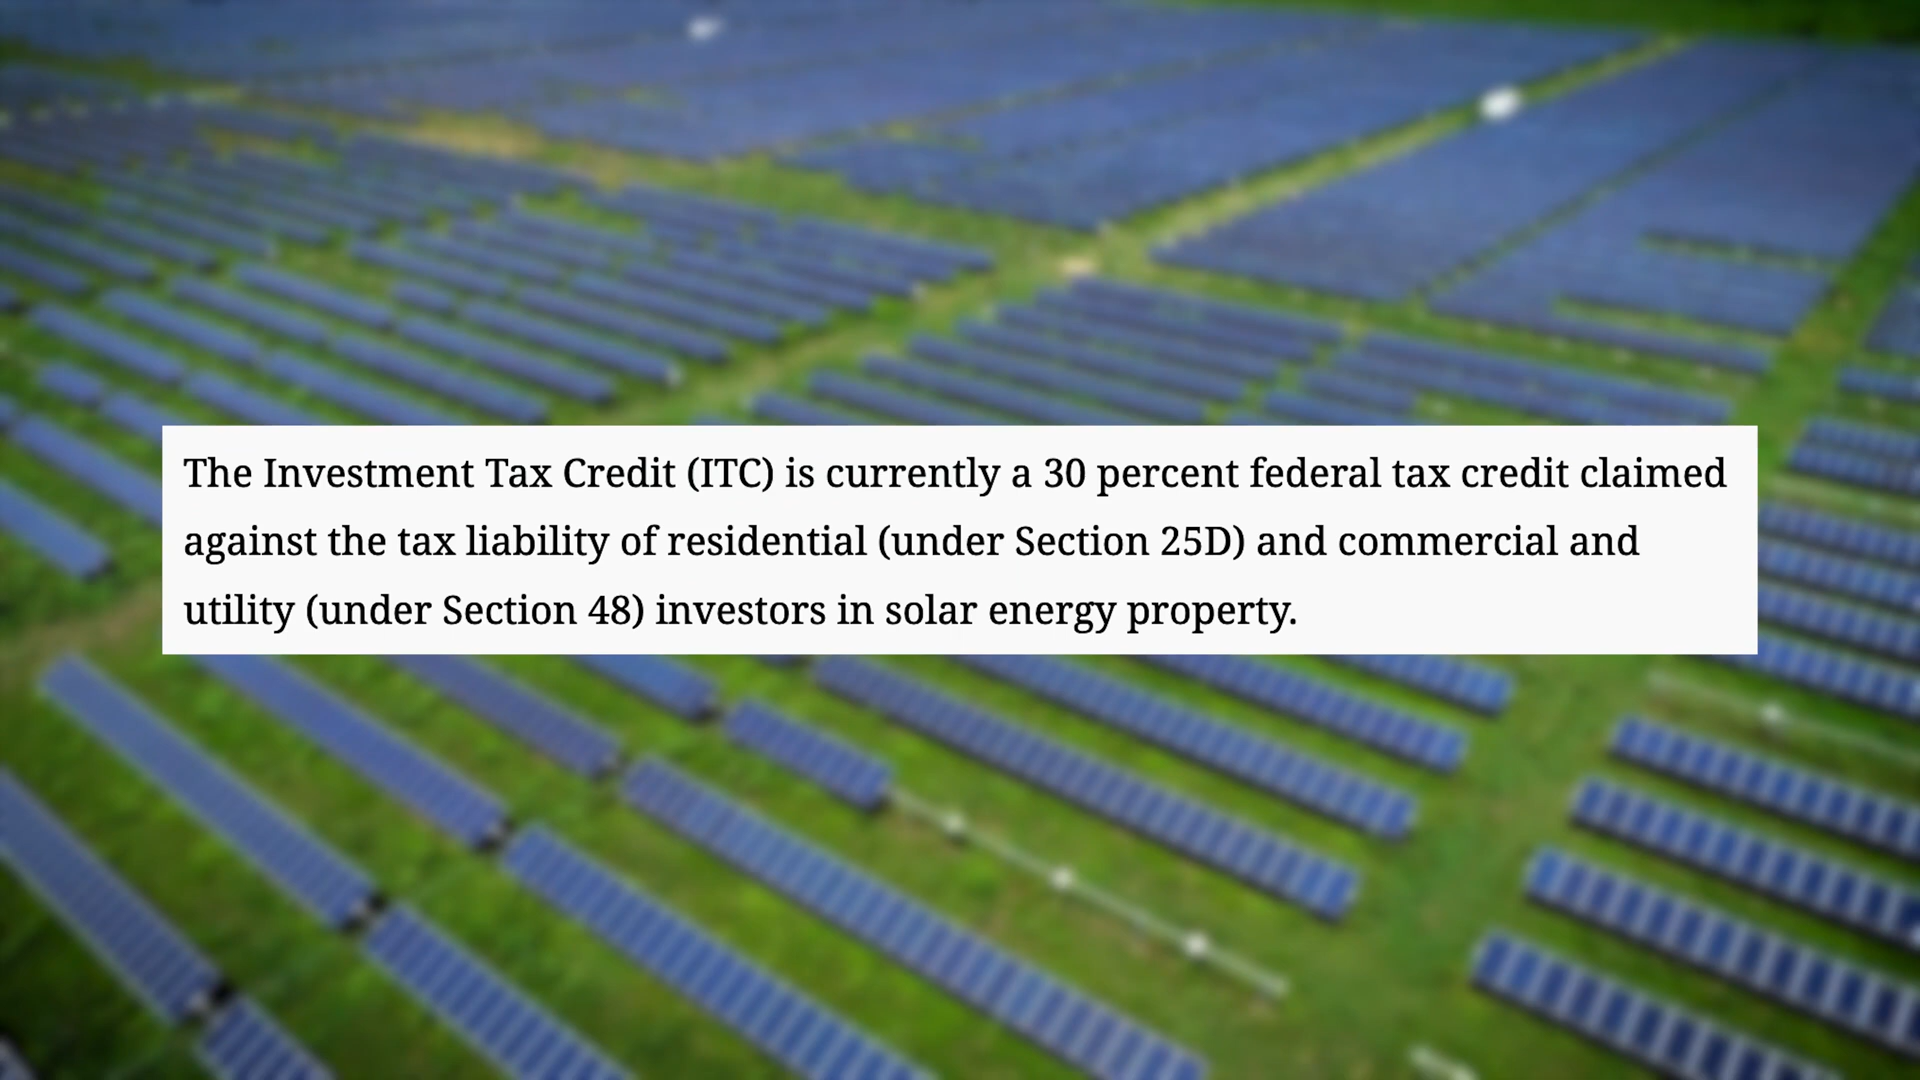 The Investment Tax Credit (ITC) is currently a 30 percent federal tax credit claimed
against the tax liability of residential (under Section 25D) and commercial and
utility (under Section 48) investors in solar energy property.